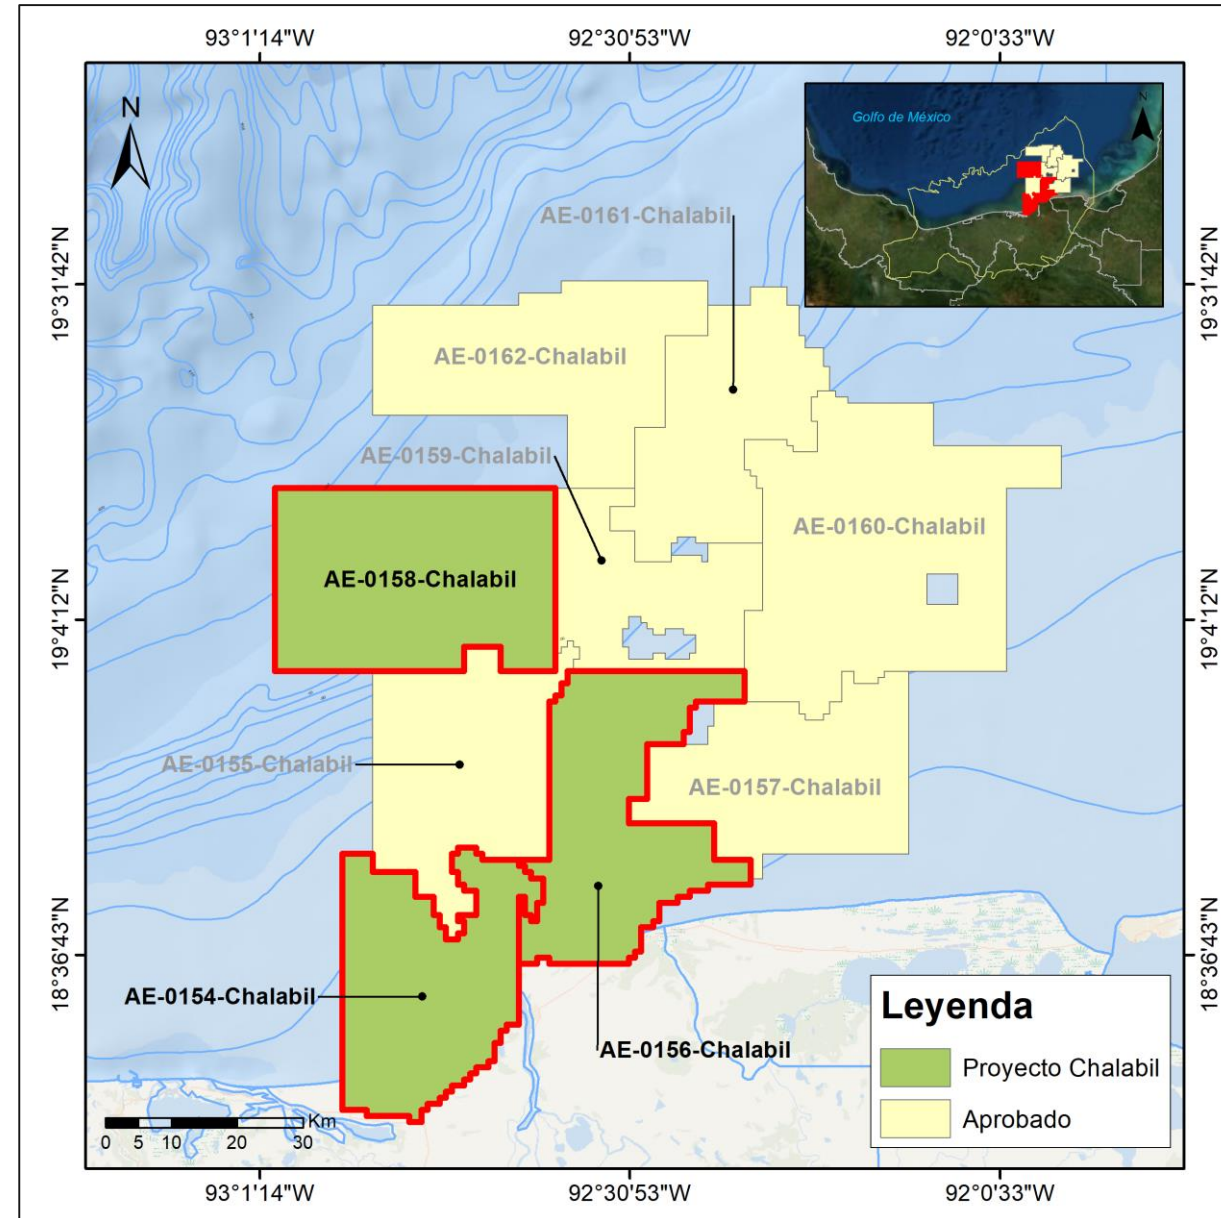 93°1'14"W
92°30'53"W
92°0'33"W
N
Golfo de México
N
19°31'42"N
19°31'42"N
AE-0161-Chalabil
AE-0162-Chalabil
AE-0159-Chalabil
AE-0160-Chalabil
AE-0158-Chalabil
19°4'12"N
19°4'12"N
AE-0155-Chalabil
AE-0157-Chalabil
18°36'43"N
18°36'43"N
AE-0154-Chalabil
AE-0156-Chalabil
Leyenda
Proyecto Chalabil
Aprobado
Km
0 5 10 20 30
93°1'14"W
92°30'53"W
92°0'33"W